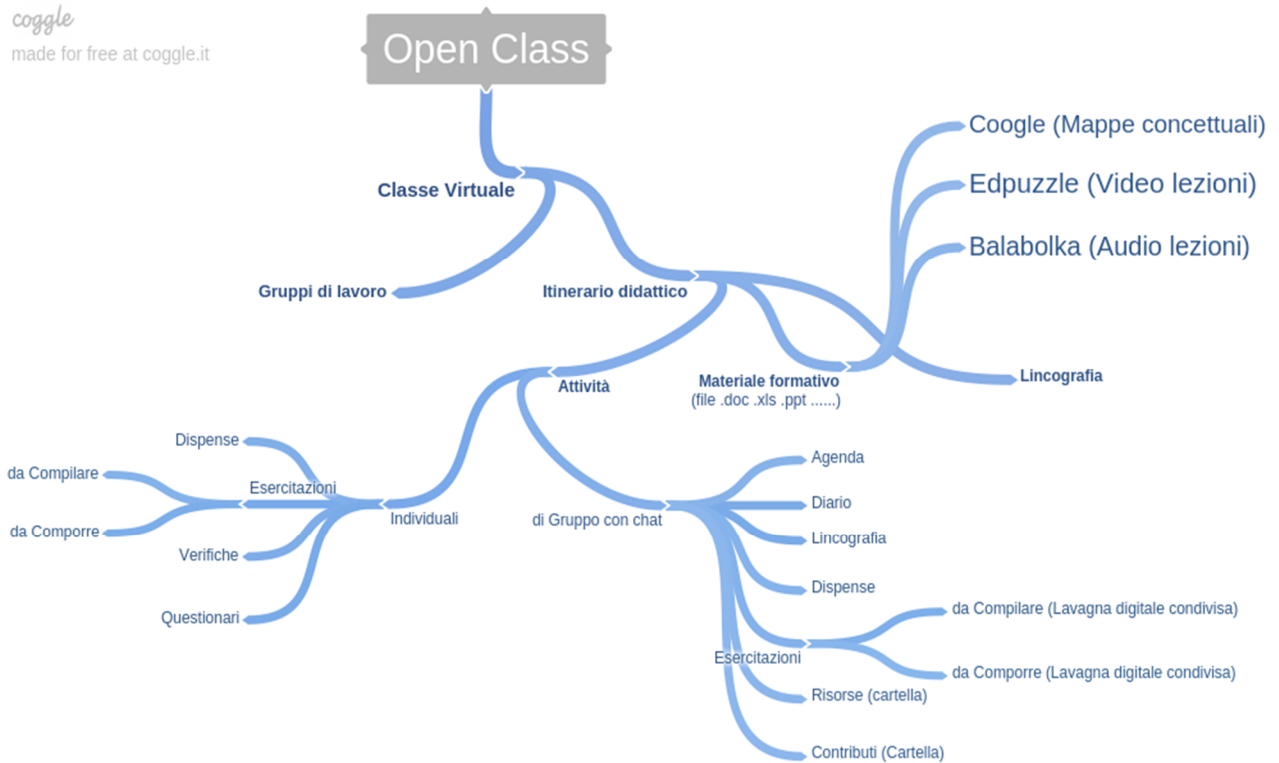 coggle
made for free at coggle.it
Open Class
Classe Virtuale
Gruppi di lavoro
Itinerario didattico
Coogle (Mappe concettuali)
Edpuzzle (Video lezioni)
Balabolka (Audio lezioni)
Materiale formativo
(file .doc .xls .ppt ......)
Lincografia
Attività
Individuali
Dispense
Esercitazioni
da Compilare
da Comporre
Verifiche
Questionari
di Gruppo con chat
Agenda
Diario
Lincografia
Dispense
Esercitazioni
da Compilare (Lavagna digitale condivisa)
da Comporre (Lavagna digitale condivisa)
Risorse (cartella)
Contributi (Cartella)